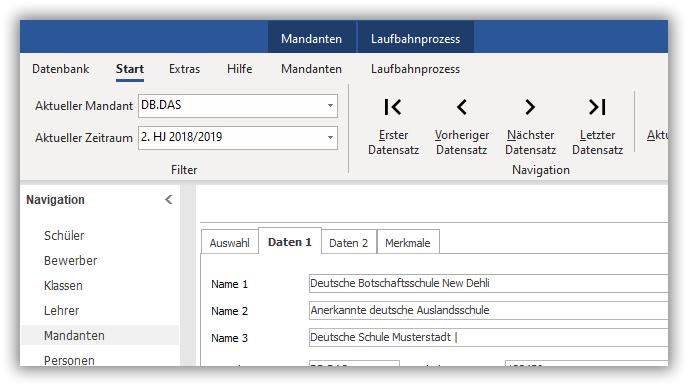 Mandanten Laufbahnprozess
Datenbank Start Extras Hilfe Mandanten Laufbahnprozess
Aktueller Mandant DB.DAS
Aktueller Zeitraum 2. HJ 2018/2019
Erster Datensatz
Vorheriger Datensatz
Nächster Datensatz
Letzter Datensatz
Filter Navigation
Navigation
Schüler
Bewerber
Klassen
Lehrer
Mandanten
Personen
Auswahl Daten 1 Daten 2 Merkmale
Name 1 Deutsche Botschaftsschule New Dehli
Name 2 Anerkannte deutsche Auslandsschule
Name 3 Deutsche Schule Musterstadt |